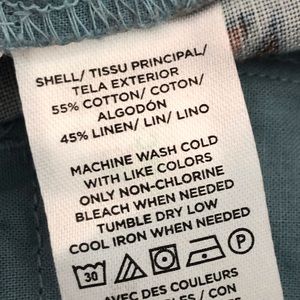 SHELL/ TISSU PRINCIPAL/
TELA EXTERIOR
55% COTTON/ COTON/
ALGODÓN
45% LINEN/ LIN/ LINO
MACHINE WASH COLD
WITH LIKE COLORS
ONLY NON-CHLORINE
BLEACH WHEN NEEDED
TUMBLE DRY LOW
COOL IRON WHEN NEEDED
30 P
AVEC DES COULEURS